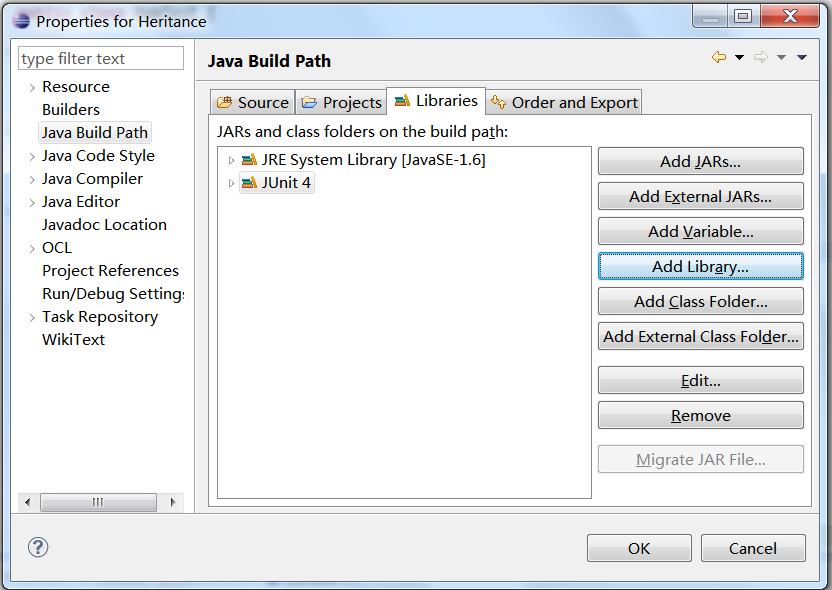 Properties for Heritance
type filter text
Resource
Builders
Java Build Path
Java Code Style
Java Compiler
Java Editor
Javadoc Location
OCL
Project References
Run/Debug Settings
Task Repository
WikiText
Java Build Path
Source
Projects
Libraries
Order and Export
JARs and class folders on the build path:
JRE System Library [JavaSE-1.6]
JUnit 4
Add JARs...
Add External JARs...
Add Variable...
Add Library...
Add Class Folder...
Add External Class Folder...
Edit...
Remove
Migrate JAR File...
OK
Cancel